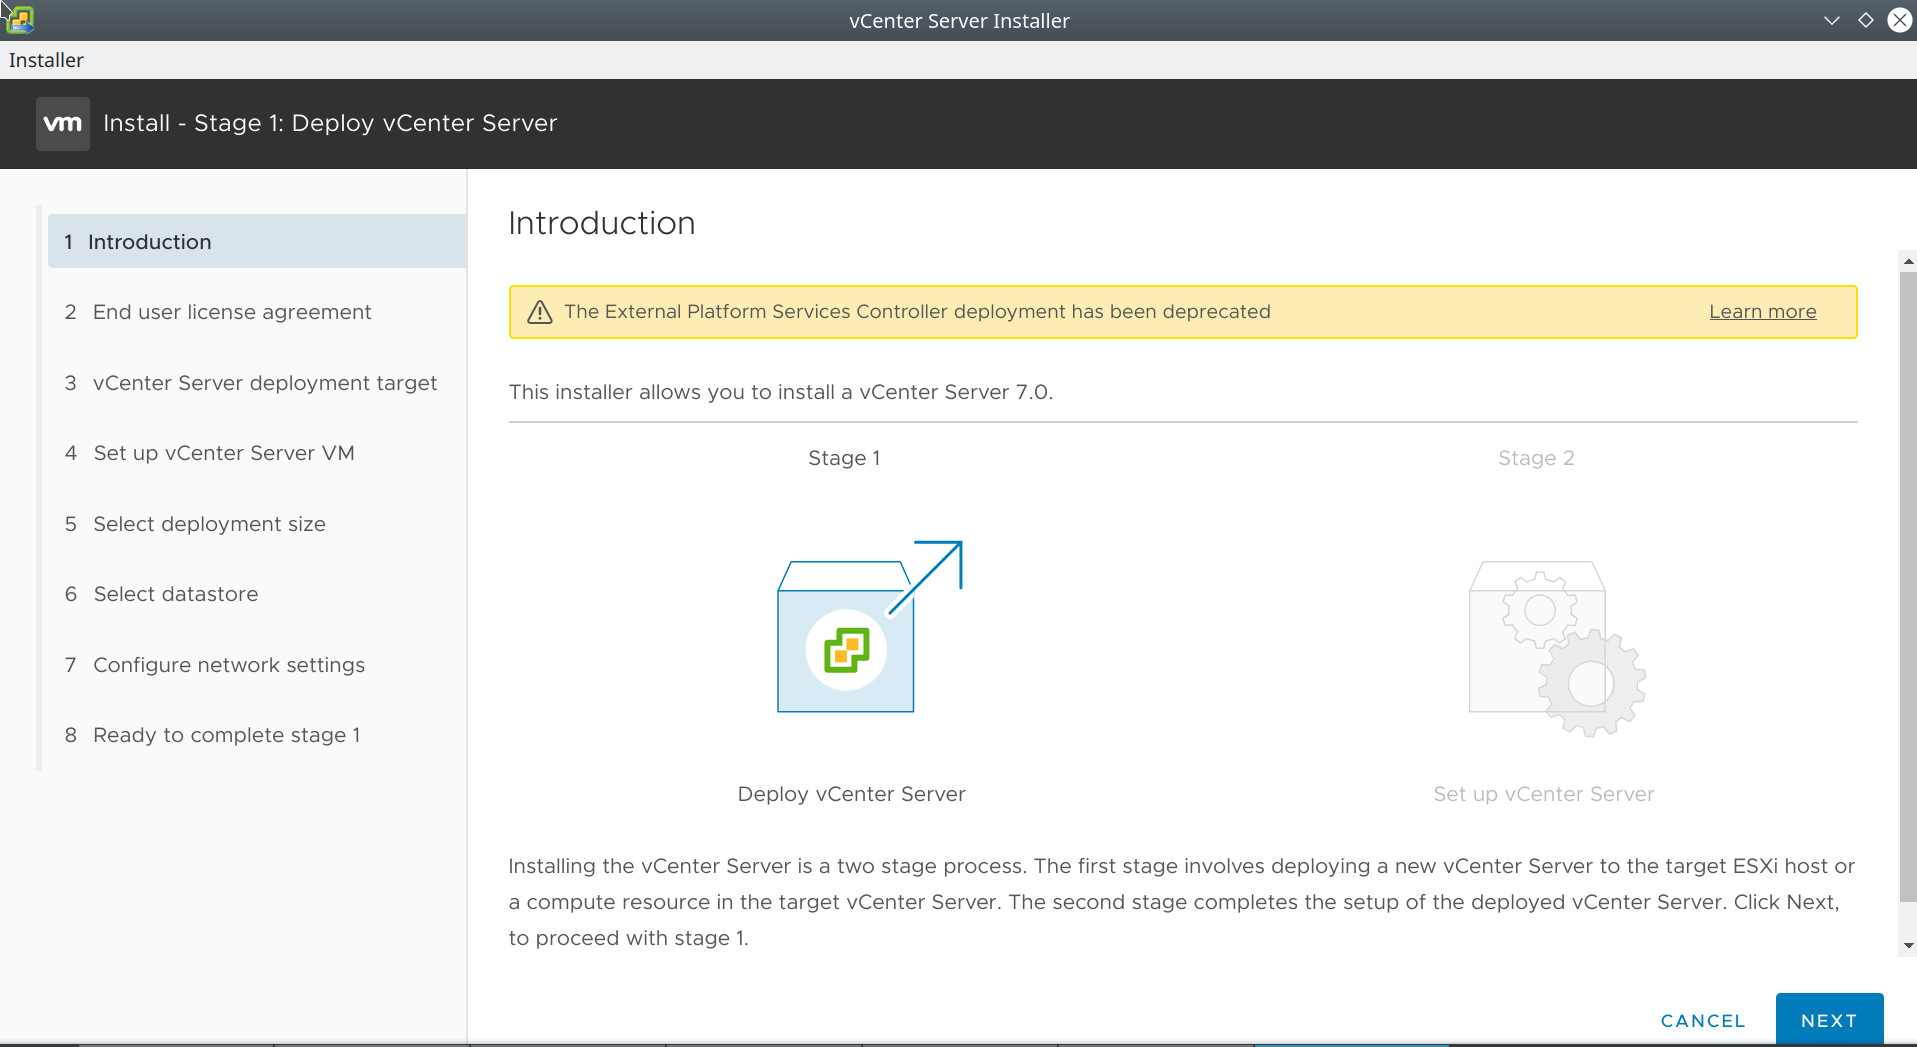 vCenter Server Installer
Installer
vm Install - Stage 1: Deploy vCenter Server
1 Introduction
2 End user license agreement
3 vCenter Server deployment target
4 Set up vCenter Server VM
5 Select deployment size
6 Select datastore
7 Configure network settings
8 Ready to complete stage 1
Introduction
The External Platform Services Controller deployment has been deprecated Learn more
This installer allows you to install a vCenter Server 7.0.
Stage 1 Stage 2
Deploy vCenter Server Set up vCenter Server
Installing the vCenter Server is a two stage process. The first stage involves deploying a new vCenter Server to the target ESXi host or
a compute resource in the target vCenter Server. The second stage completes the setup of the deployed vCenter Server. Click Next,
to proceed with stage 1.
CANCEL NEXT